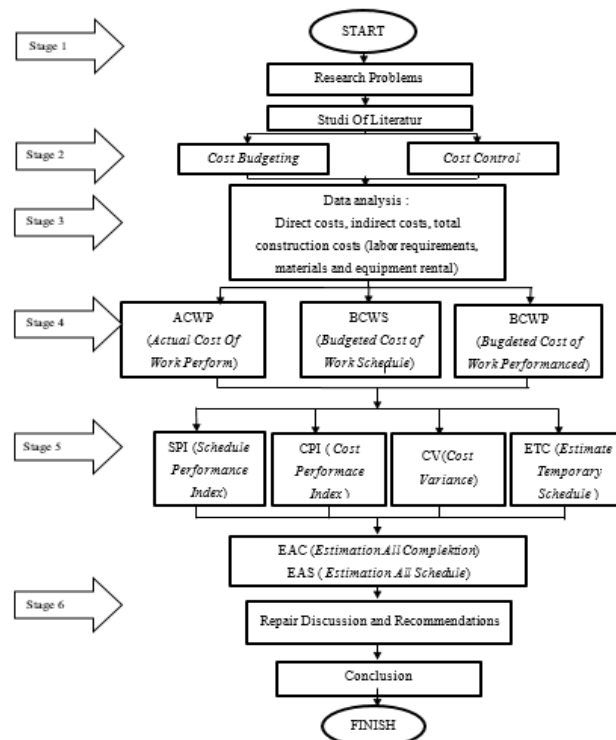 START
Stage 1
Research Problems
Studi Of Literatur
Stage 2
Cost Budgeting
Cost Control
Stage 3
Data analysis :
Direct costs, indirect costs, total
construction costs (labor requirements,
materials and equipment rental)
Stage 4
ACWP
(Actual Cost Of
Work Perform)
BCWS
(Budgeted Cost of
Work Schedule)
BCWP
(Bugdeted Cost of
Work Performanced)
Stage 5
SPI (Schedule
Performance
Index)
CPI ( Cost
Performace
Index )
CV(Cost
Variance)
ETC (Estimate
Temporary
Schedule )
EAC (Estimation All Complektion)
EAS ( Estimation All Schedule)
Stage 6
Repair Discussion and Recommendations
Conclusion
FINISH